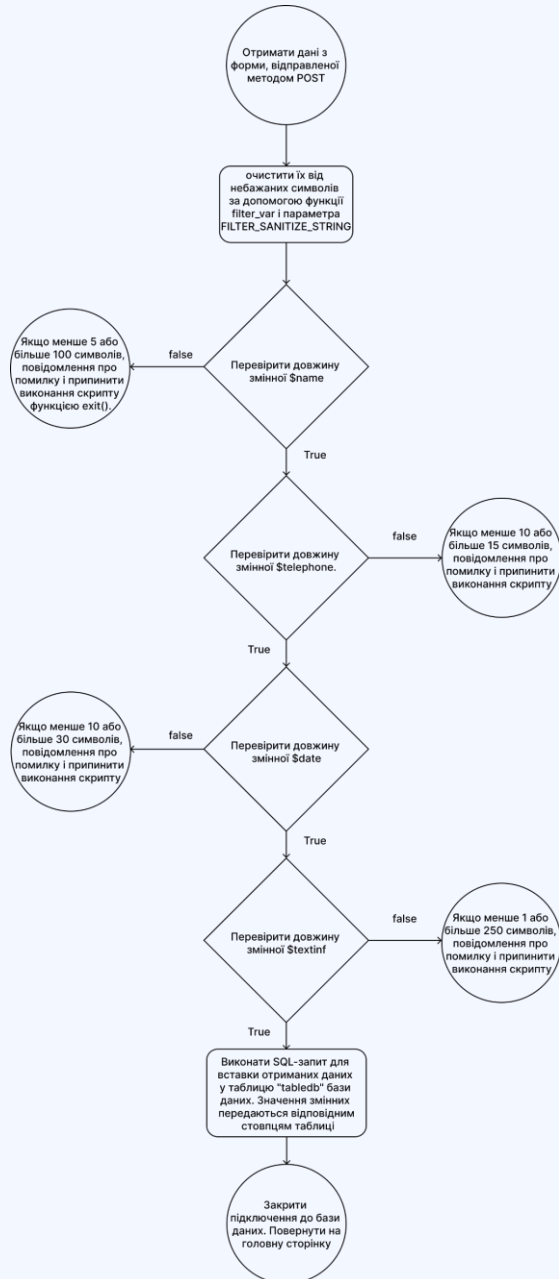 Отримати дані з
форми, відправленої
методом POST
очистити їх від
небажаних символів
за допомогою функції
filter_var і параметра
FILTER_SANITIZE_STRING
Якщо менше 5 або
більше 100 символів,
повідомлення про
помилку і припинити
виконання скрипту
функцією exit().
false
Перевірити довжину
змінної $name
True
Перевірити довжину
змінної $telephone.
false
Якщо менше 10 або
більше 15 символів,
повідомлення про
помилку і припинити
виконання скрипту
True
Якщо менше 10 або
більше 30 символів,
повідомлення про
помилку і припинити
виконання скрипту
false
Перевірити довжину
змінної $date
True
Перевірити довжину
змінної $textinf
false
Якщо менше 1 або
більше 250 символів,
повідомлення про
помилку і припинити
виконання скрипту
True
Виконати SQL-запит для
вставки отриманих даних
у таблицю "tabledb" бази
даних. Значення змінних
передаються відповідним
стовпцям таблиці
Закрити
підключення до бази
даних. Повернути на
головну сторінку